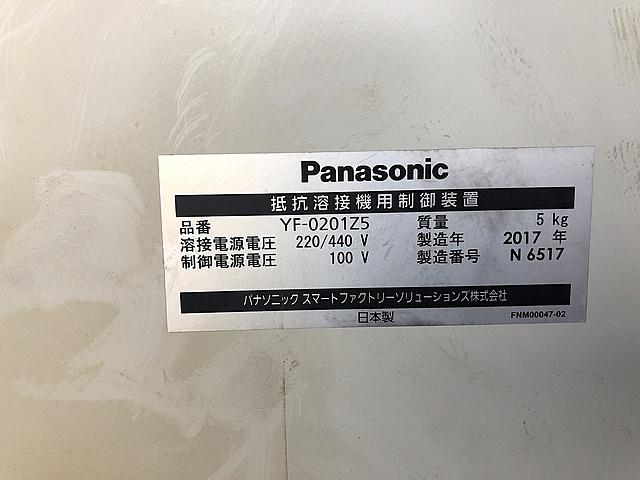 Panasonic
抵抗溶接機用制御装置
品番 YF-0201Z5 質量 5 kg
溶接電源電圧 220/440 V 製造年 2017 年
制御電源電圧 100 V 製造番号 N 6517
パナソニック スマートファクトリーソリューションズ株式会社
日本製 FNM00047-02